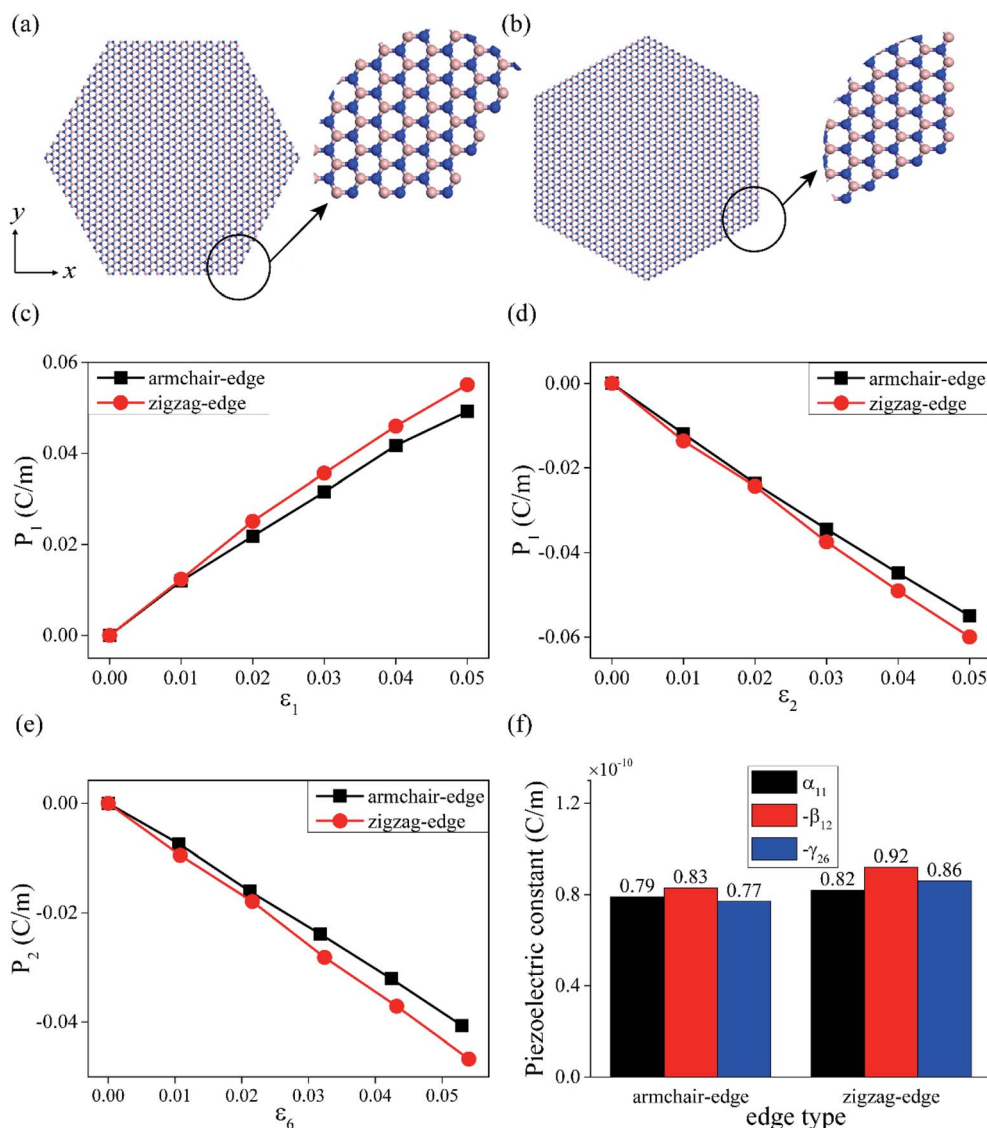 (a)
(b)
y
x
(c)
(d)
0.06
0.04
0.02
0.00
P₁ (C/m)
armchair-edge
zigzag-edge
0.00 0.01 0.02 0.03 0.04 0.05
ε₁
0.00
-0.02
-0.04
-0.06
P₁ (C/m)
armchair-edge
zigzag-edge
0.00 0.01 0.02 0.03 0.04 0.05
ε₂
(e)
(f)
0.00
-0.02
-0.04
P₂ (C/m)
armchair-edge
zigzag-edge
0.00 0.01 0.02 0.03 0.04 0.05
ε₆
×10⁻¹⁰
1.2
0.8
0.4
0.0
Piezoelectric constant (C/m)
α₁₁
-β₁₂
-γ₂₆
0.79 0.83 0.77 0.82 0.92 0.86
armchair-edge zigzag-edge
edge type